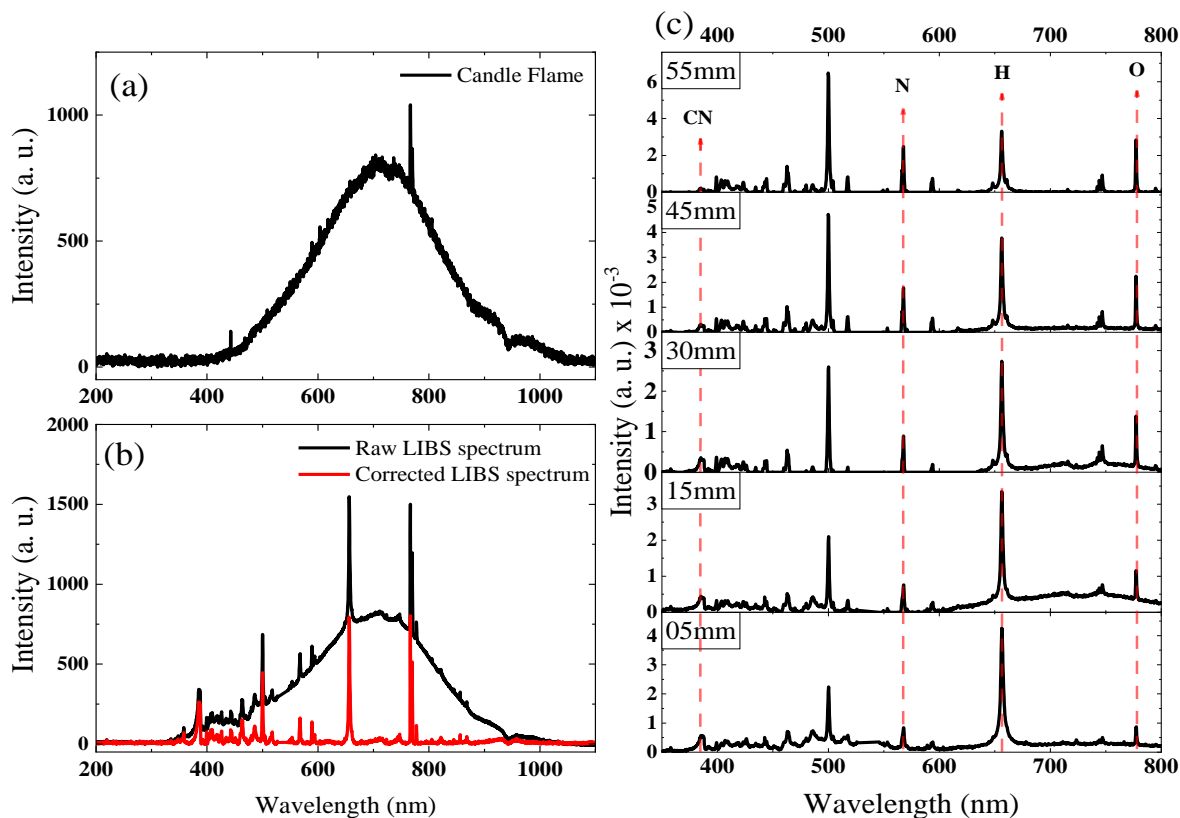 (a)
Candle Flame
1000
500
0
200 400 600 800 1000
Intensity (a. u.)
(b)
Raw LIBS spectrum
Corrected LIBS spectrum
2000
1500
1000
500
0
200 400 600 800 1000
Intensity (a. u.)
Wavelength (nm)
(c)
400 500 600 700 800
55mm
CN N H O
6
4
2
0
45mm
5
4
3
2
1
0
30mm
3
2
1
0
15mm
3
2
1
0
05mm
4
3
2
1
0
400 500 600 700 800
Intensity (a. u.) x 10-3
Wavelength (nm)